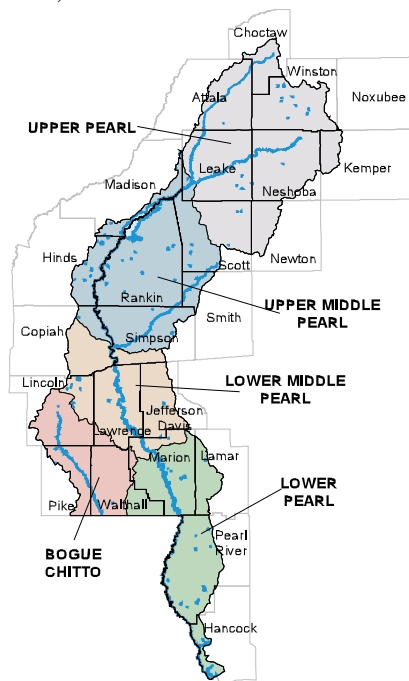 Choctaw
Winston
Attala
Noxubee
UPPER PEARL
Leake
Kemper
Madison
Neshoba
Hinds
Scott
Newton
Rankin
UPPER MIDDLE
PEARL
Smith
Copiah
Simpson
Lincoln
LOWER MIDDLE
PEARL
Jefferson
Davis
Lawrence
Marion
Lamar
LOWER
PEARL
Pike
Walthall
Pearl
River
BOGUE
CHITTO
Hancock